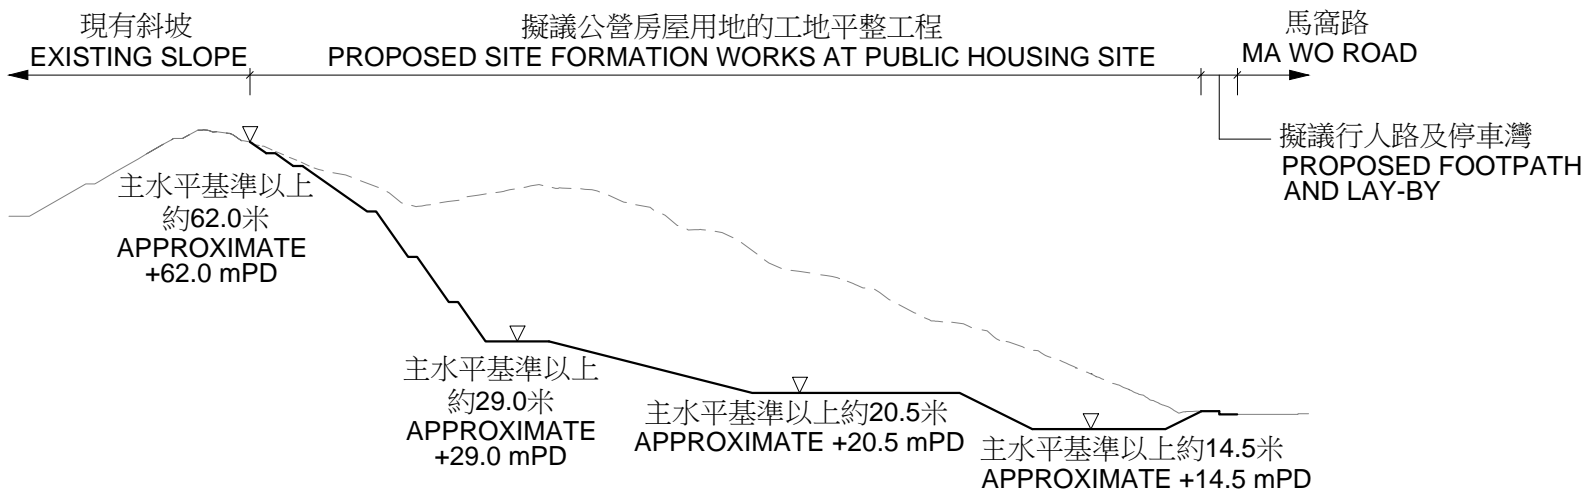 現有斜坡
EXISTING SLOPE
擬議公營房屋用地的工地平整工程
PROPOSED SITE FORMATION WORKS AT PUBLIC HOUSING SITE
馬窩路
MA WO ROAD
擬議行人路及停車灣
PROPOSED FOOTPATH
AND LAY-BY
主水平基準以上
約62.0米
APPROXIMATE
+62.0 mPD
主水平基準以上
約29.0米
APPROXIMATE
+29.0 mPD
主水平基準以上約20.5米
APPROXIMATE +20.5 mPD
主水平基準以上約14.5米
APPROXIMATE +14.5 mPD